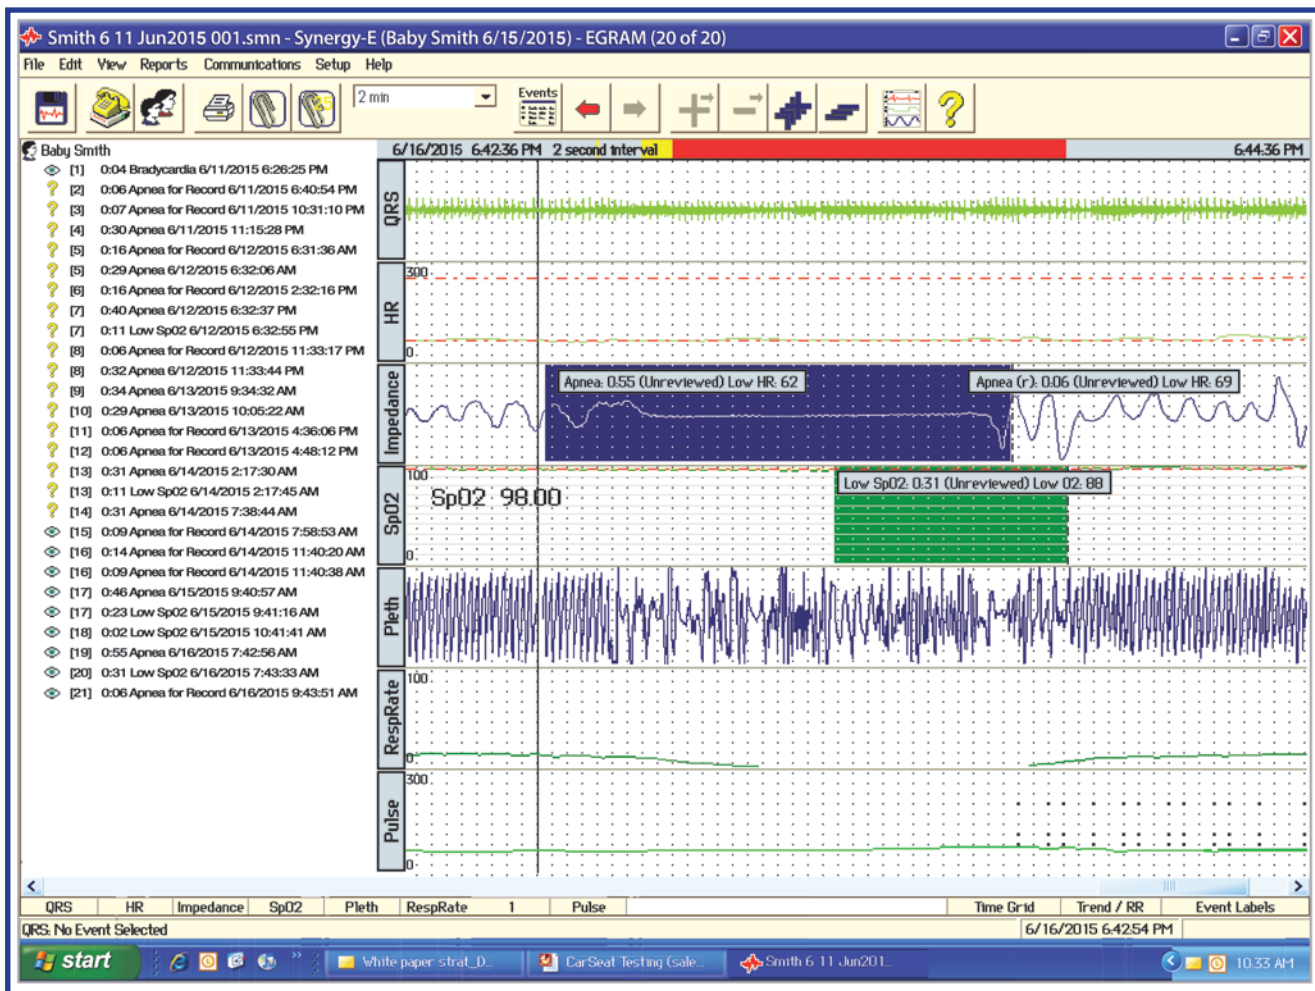 Smith 6 11 Jun2015 001.smn - Synergy-E (Baby Smith 6/15/2015) - EGRAM (20 of 20)
File Edit View Reports Communications Setup Help
2 min
Events
Baby Smith
[1] 0:04 Bradycardia 6/11/2015 6:26:25 PM
[2] 0:06 Apnea for Record 6/11/2015 6:40:54 PM
[3] 0:07 Apnea for Record 6/11/2015 10:31:10 PM
[4] 0:30 Apnea 6/11/2015 11:15:28 PM
[5] 0:16 Apnea for Record 6/12/2015 6:31:36 AM
[5] 0:29 Apnea 6/12/2015 6:32:06 AM
[6] 0:16 Apnea for Record 6/12/2015 2:32:16 PM
[7] 0:40 Apnea 6/12/2015 6:32:37 PM
[7] 0:11 Low Sp02 6/12/2015 6:32:55 PM
[8] 0:06 Apnea for Record 6/12/2015 11:33:17 PM
[8] 0:32 Apnea 6/12/2015 11:33:44 PM
[9] 0:34 Apnea 6/13/2015 9:34:32 AM
[10] 0:29 Apnea 6/13/2015 10:05:22 AM
[11] 0:06 Apnea for Record 6/13/2015 4:36:06 PM
[12] 0:06 Apnea for Record 6/13/2015 4:48:12 PM
[13] 0:31 Apnea 6/14/2015 2:17:30 AM
[13] 0:11 Low Sp02 6/14/2015 2:17:45 AM
[14] 0:31 Apnea 6/14/2015 7:38:44 AM
[15] 0:09 Apnea for Record 6/14/2015 7:58:53 AM
[16] 0:14 Apnea for Record 6/14/2015 11:40:20 AM
[16] 0:09 Apnea for Record 6/14/2015 11:40:38 AM
[17] 0:46 Apnea 6/15/2015 9:40:57 AM
[17] 0:23 Low Sp02 6/15/2015 9:41:16 AM
[18] 0:02 Low Sp02 6/15/2015 10:41:41 AM
[19] 0:55 Apnea 6/16/2015 7:42:56 AM
[20] 0:31 Low Sp02 6/16/2015 7:43:33 AM
[21] 0:06 Apnea for Record 6/16/2015 9:43:51 AM
6/16/2015 6:42:36 PM 2 second interval 6:44:36 PM
QRS
HR
300
0
Impedance
Apnea: 0:55 (Unreviewed) Low HR: 62
Apnea (r): 0:06 (Unreviewed) Low HR: 69
Sp02
100
Sp02 98.00
Low Sp02: 0:31 (Unreviewed) Low 02: 88
0
Pleth
RespRate
100
0
Pulse
300
0
QRS HR Impedance Sp02 Pleth RespRate 1 Pulse Time Grid Trend / RR Event Labels
QRS: No Event Selected 6/16/2015 6:42:54 PM
start White paper strat_D... CarSeat Testing (sale... Smith 6 11 Jun201... 10:33 AM